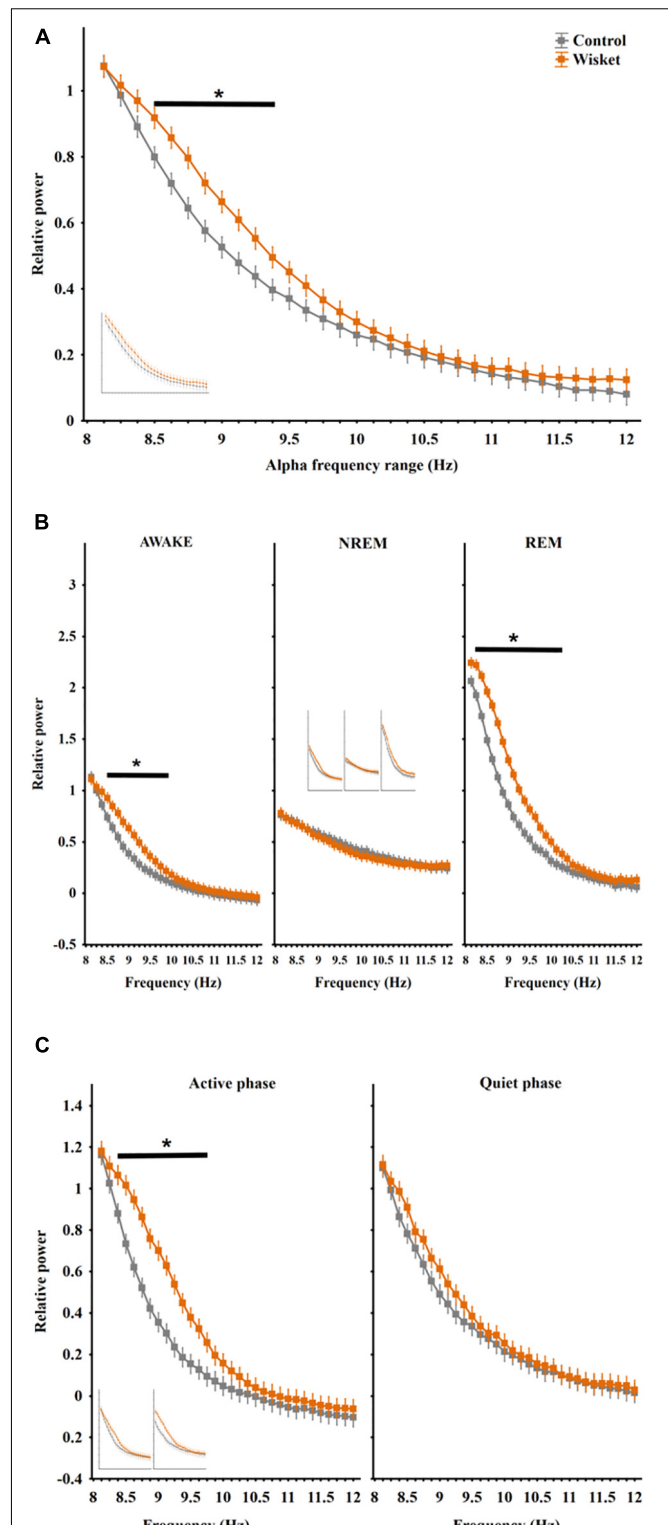 A
Control
Wisket
*
1
0.8
0.6
0.4
0.2
0
Relative power
8 8.5 9 9.5 10 10.5 11 11.5 12
Alpha frequency range (Hz)
B
AWAKE NREM REM
3
2.5
2
1.5
1
0.5
0
-0.5
Relative power
*
*
8 8.5 9 9.5 10 10.5 11 11.5 12 8 8.5 9 9.5 10 10.5 11 11.5 12 8 8.5 9 9.5 10 10.5 11 11.5 12
Frequency (Hz) Frequency (Hz) Frequency (Hz)
C
Active phase Quiet phase
1.4
1.2
1
0.8
0.6
0.4
0.2
0
0.2
-0.4
Relative power
*
8 8.5 9 9.5 10 10.5 11 11.5 12 8 8.5 9 9.5 10 10.5 11 11.5 12
Frequency (Hz) Frequency (Hz)